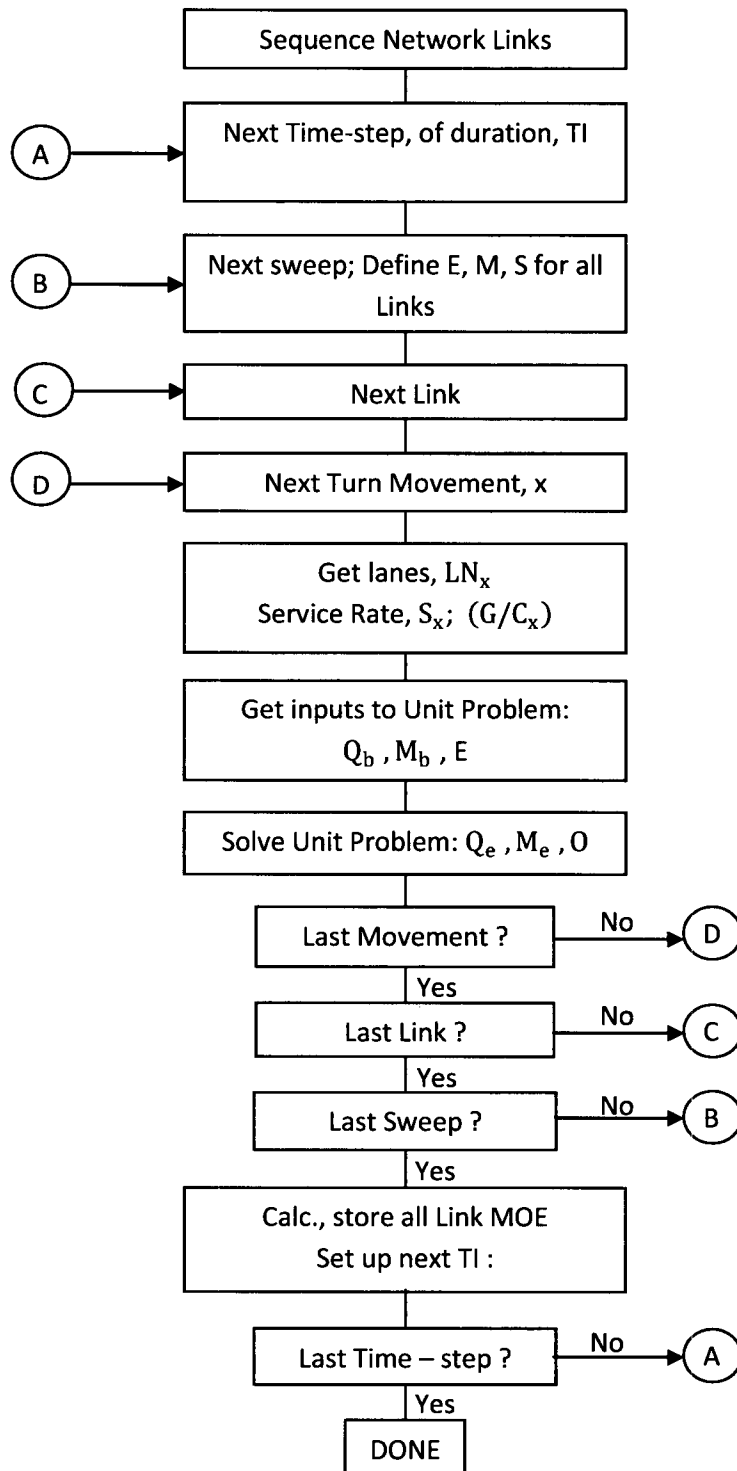 Sequence Network Links
A
Next Time-step, of duration, TI
B
Next sweep; Define E, M, S for all
Links
C
Next Link
D
Next Turn Movement, x
Get lanes, LNₓ
Service Rate, Sₓ; (G/Cₓ)
Get inputs to Unit Problem:
Q_b , M_b , E
Solve Unit Problem: Qₑ , Mₑ , O
Last Movement ?
No
D
Yes
Last Link ?
No
C
Yes
Last Sweep ?
No
B
Yes
Calc., store all Link MOE
Set up next TI :
Last Time – step ?
No
A
Yes
DONE